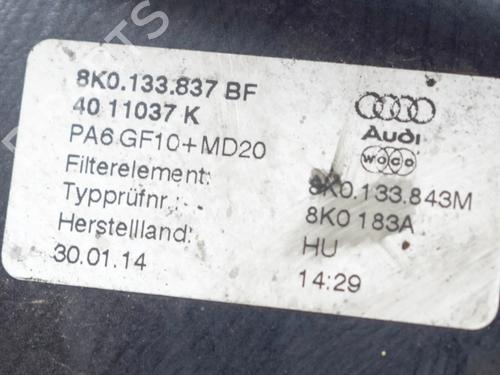 8K0.133.837 BF
40 11037 K
PA6.GF10+MD20
Audi
woco
Filterelement: 8K0.133.843M
Typprüfnr.: 8K0 183A
Herstellland: HU
30.01.14 14:29